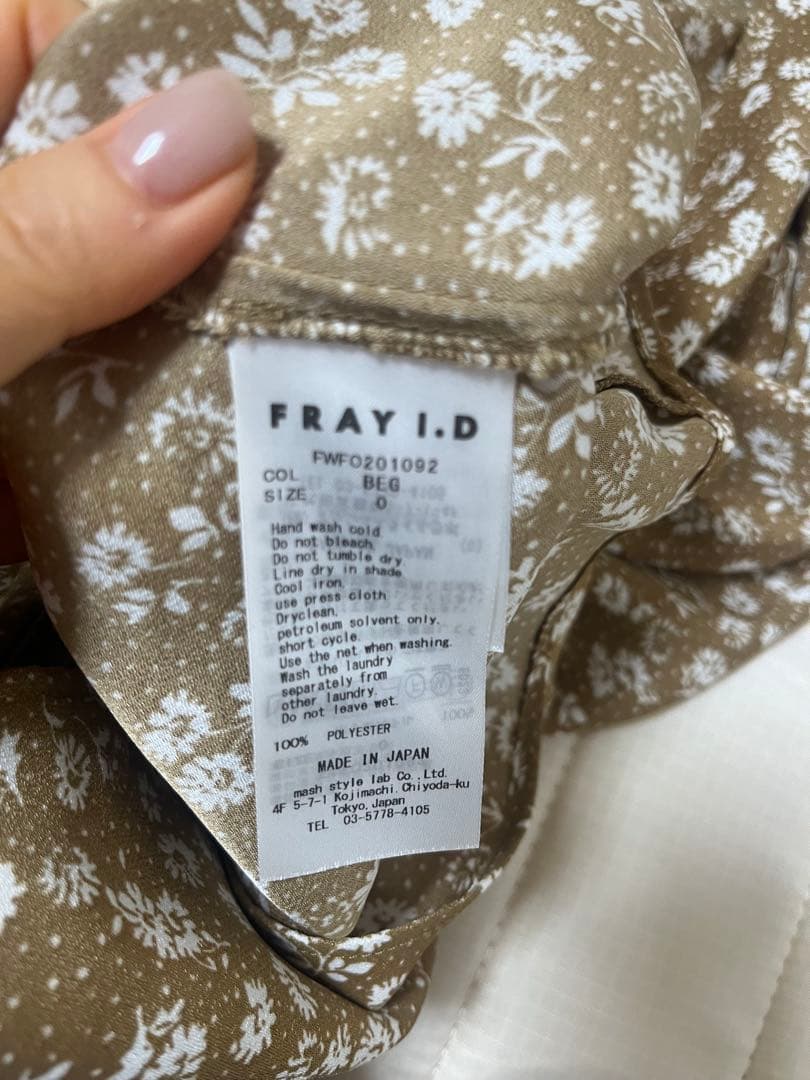 FRAY I.D
FWFO201092
COL BEG
SIZE 0
Hand wash cold
Do not bleach
Do not tumble dry
Line dry in shade
Cool iron.
use press cloth
Dryclean.
petroleum solvent only.
short cycle.
Use the net when washing.
Wash the laundry
separately from
other laundry.
Do not leave wet.
100% POLYESTER
MADE IN JAPAN
mash style lab Co.,Ltd.
4F 5-7-1 Kojimachi.Chiyoda-ku
Tokyo.Japan
TEL 03-5778-4105